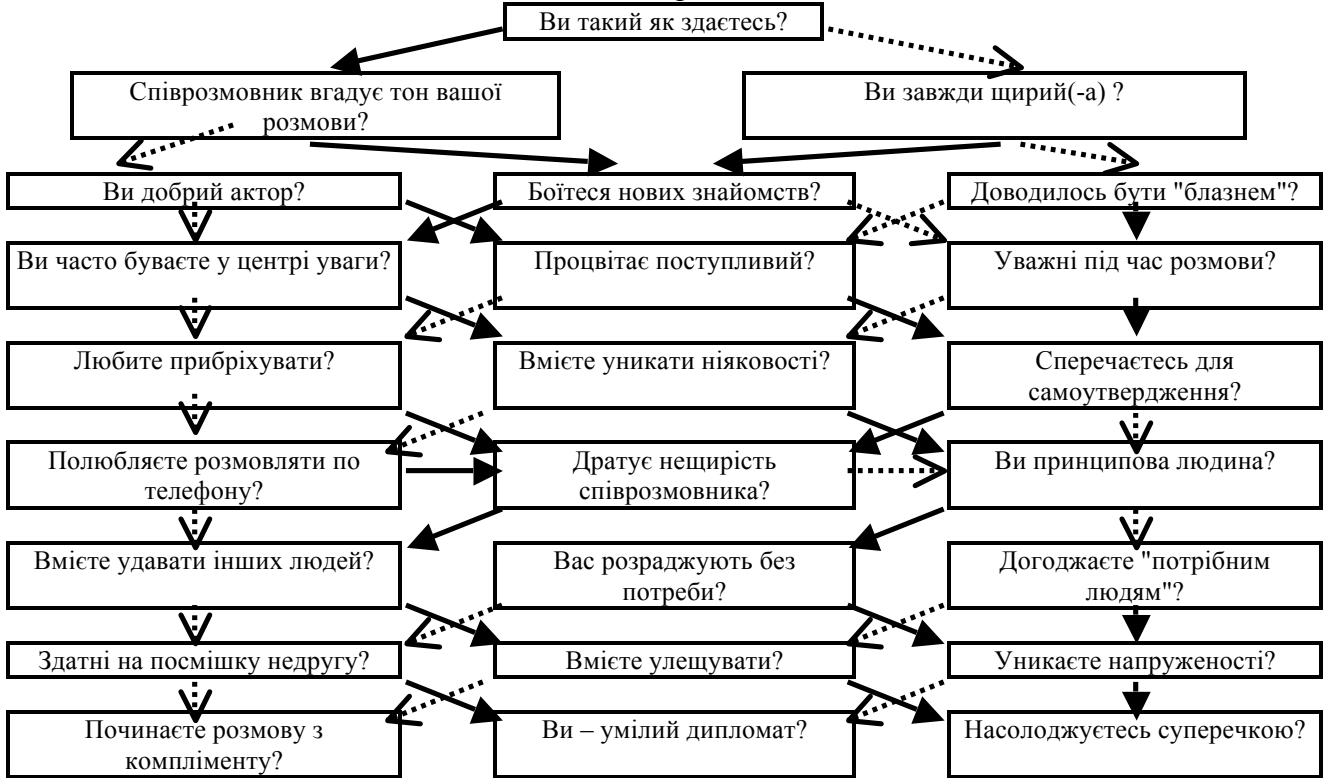 Ви такий як здаєтесь?
Співрозмовник вгадує тон вашої
розмови?
Ви завжди щирий(-а) ?
Ви добрий актор?
Боїтеся нових знайомств?
Доводилось бути "блазнем"?
Ви часто буваєте у центрі уваги?
Процвітає поступливий?
Уважні під час розмови?
Любите прибріхувати?
Вмієте уникати ніяковості?
Сперечаєтесь для
самоутвердження?
Полюбляєте розмовляти по
телефону?
Дратує нещирість
співрозмовника?
Ви принципова людина?
Вмієте удавати інших людей?
Вас розраджують без
потреби?
Догоджаєте "потрібним
людям"?
Здатні на посмішку недругу?
Вмієте улещувати?
Уникаєте напруженості?
Починаєте розмову з
компліменту?
Ви – умілий дипломат?
Насолоджуєтесь суперечкою?